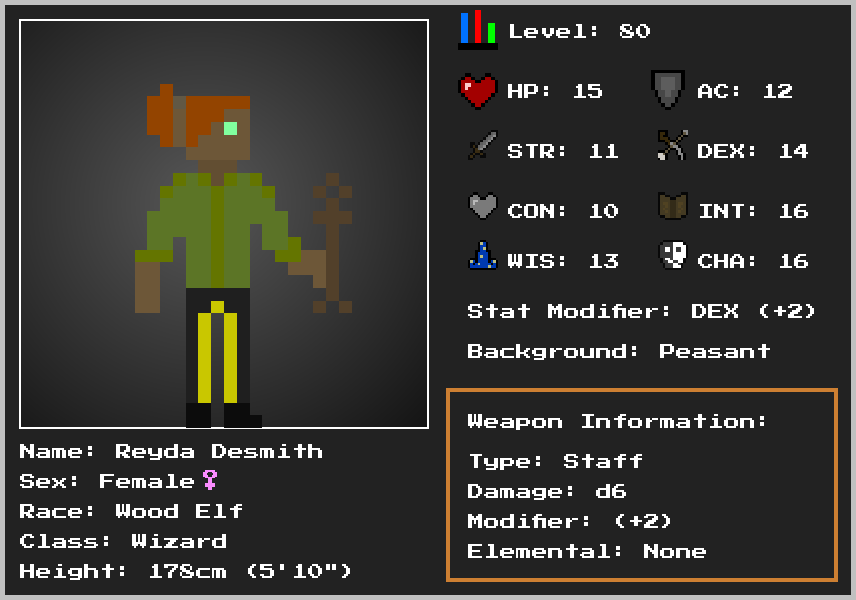 Level: 80
HP: 15 AC: 12
STR: 11 DEX: 14
CON: 10 INT: 16
WIS: 13 CHA: 16
Stat Modifier: DEX (+2)
Background: Peasant
Weapon Information:
Type: Staff
Damage: d6
Modifier: (+2)
Elemental: None
Name: Reyda Desmith
Sex: Female♀
Race: Wood Elf
Class: Wizard
Height: 178cm (5'10")